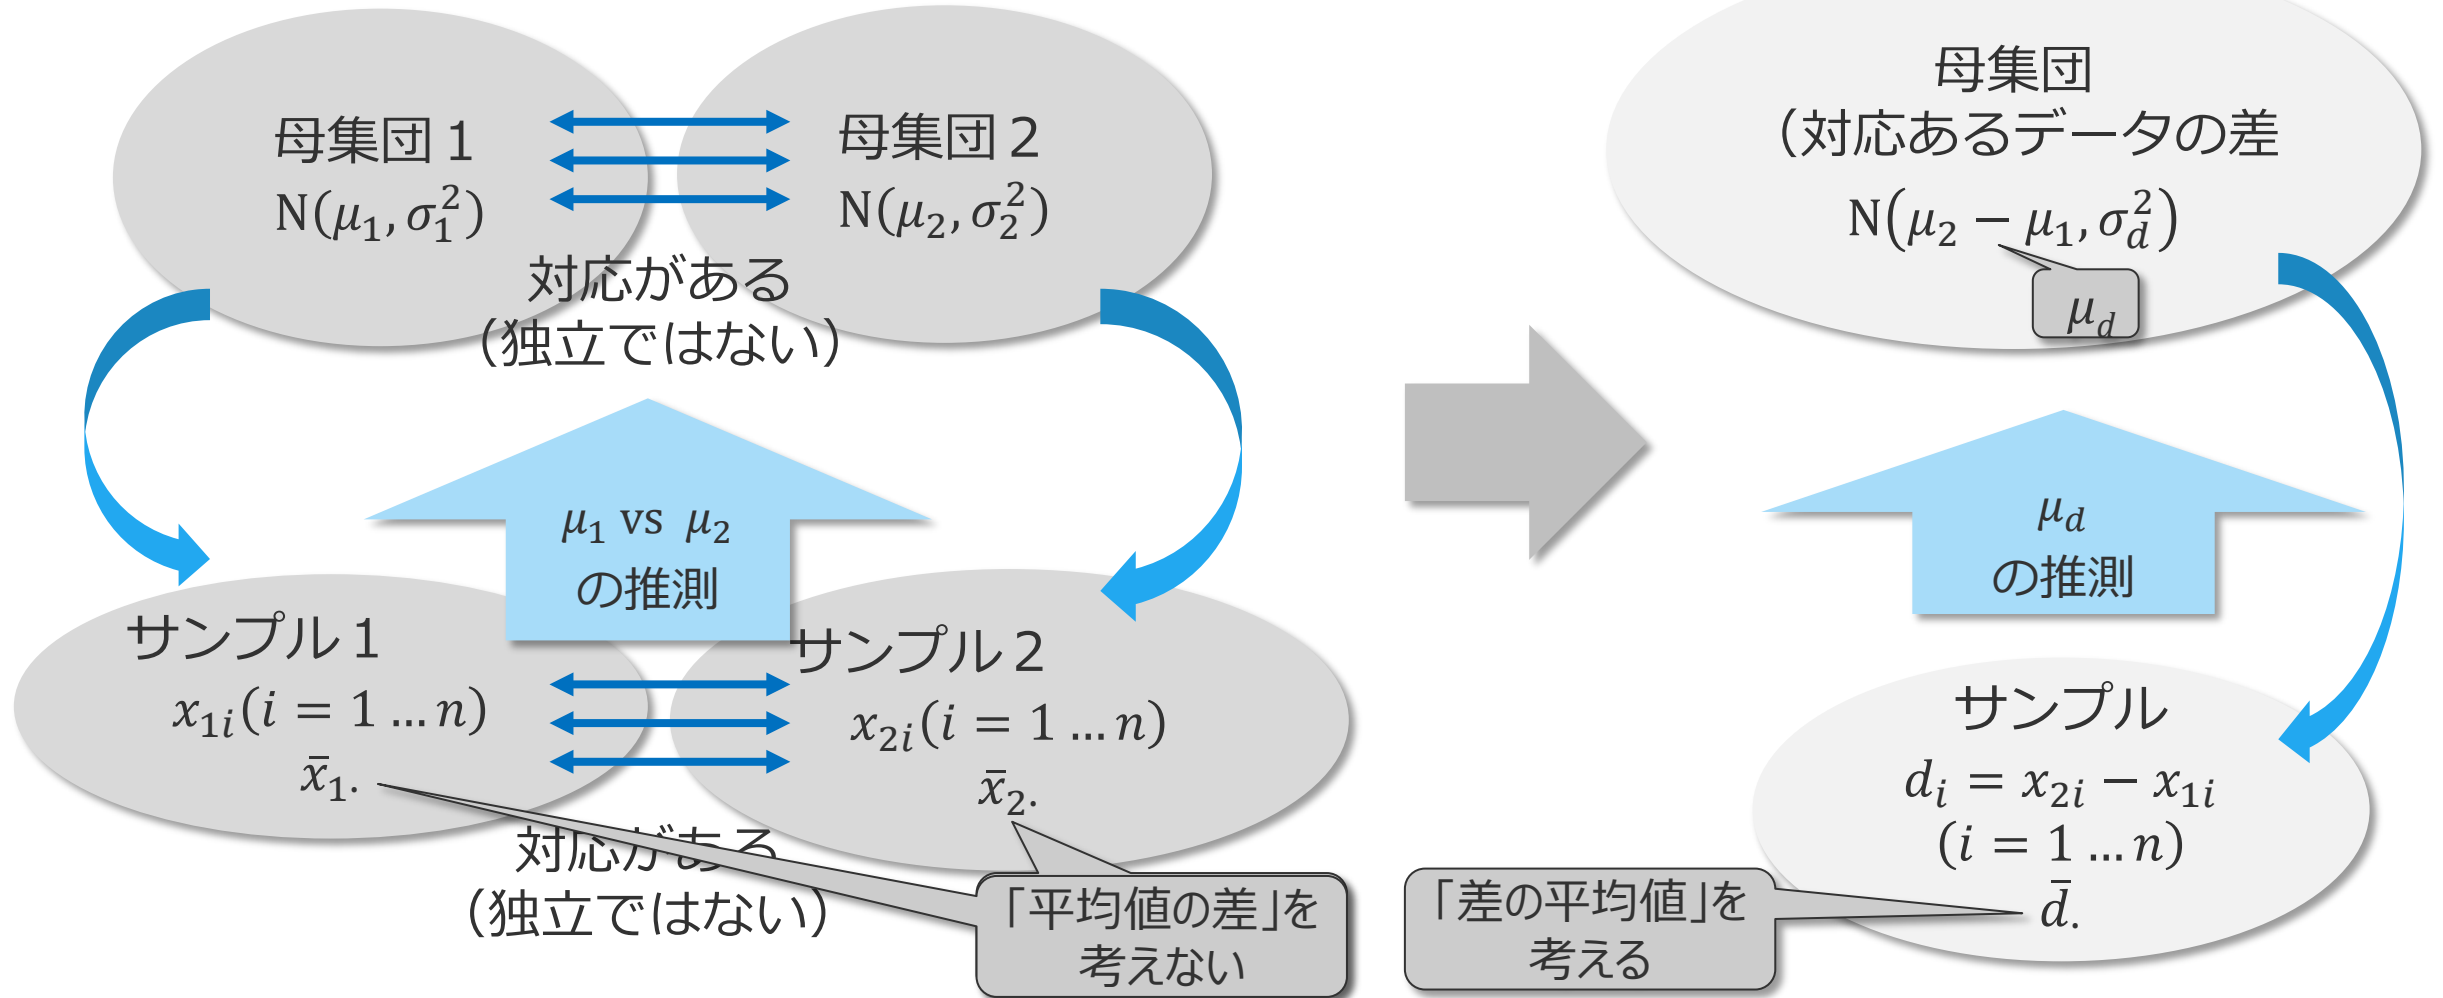 母集団1
N(μ₁, σ₁²)
母集団2
N(μ₂, σ₂²)
対応がある
（独立ではない）
μ₁ vs μ₂
の推測
サンプル1
x₁ᵢ(i = 1 … n)
x̄₁.
サンプル2
x₂ᵢ(i = 1 … n)
x̄₂.
対応がある
（独立ではない）
「平均値の差」を
考えない
母集団
（対応あるデータの差
N(μ₂ − μ₁, σ_d²)
μ_d
μ_d
の推測
サンプル
dᵢ = x₂ᵢ − x₁ᵢ
(i = 1 … n)
d̄.
「差の平均値」を
考える